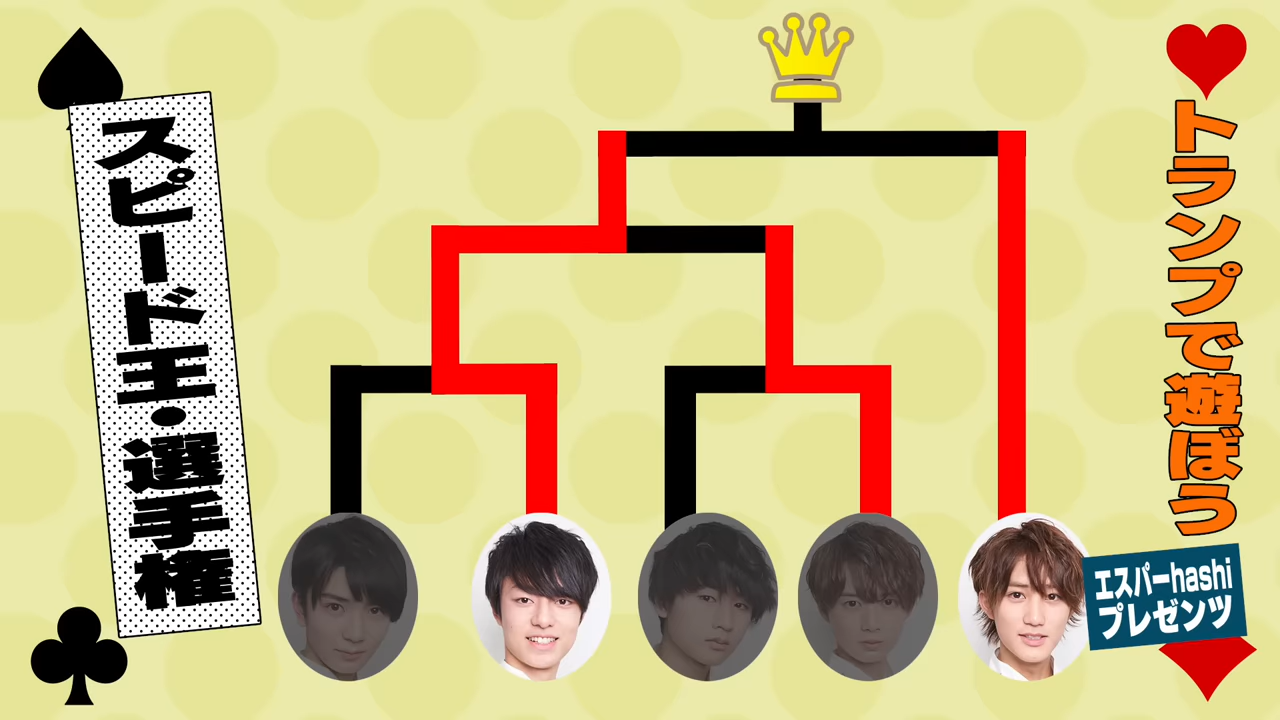 スピード王・選手権
トランプで遊ぼう
エスパーhashi
プレゼンツ